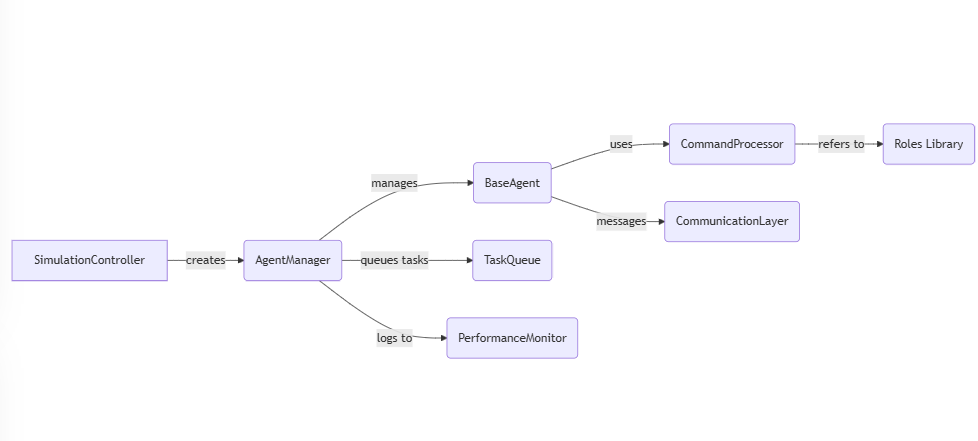 uses
CommandProcessor
refers to
Roles Library
manages
BaseAgent
messages
CommunicationLayer
SimulationController
creates
AgentManager
queues tasks
TaskQueue
logs to
PerformanceMonitor